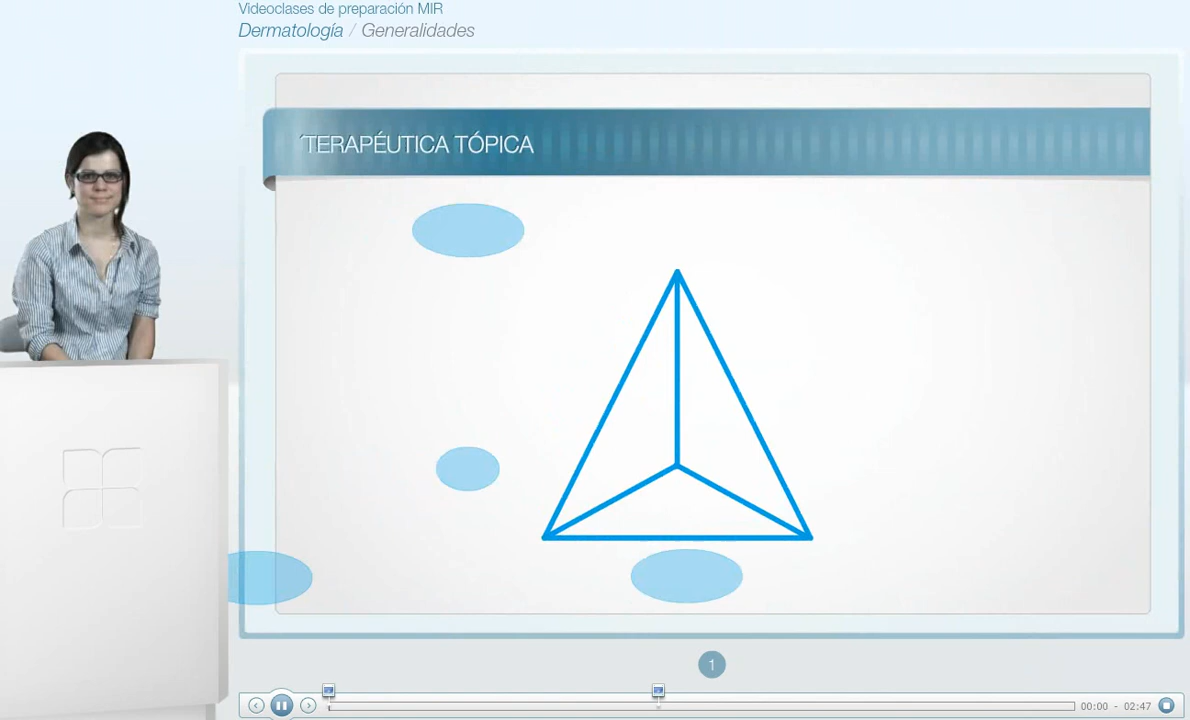 Videoclases de preparación MIR
Dermatología / Generalidades
TERAPÉUTICA TÓPICA
1
00:00 - 02:47